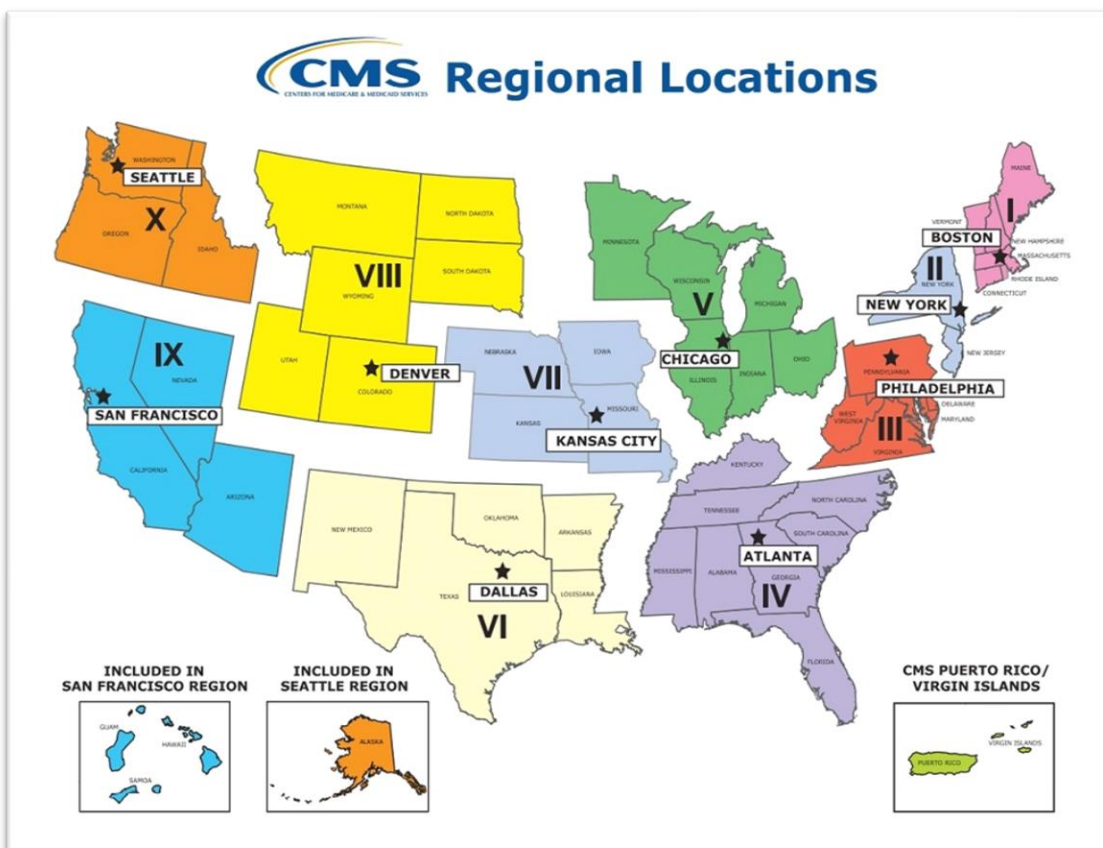 CMS Regional Locations
CENTERS FOR MEDICARE & MEDICAID SERVICES
WASHINGTON
SEATTLE
X
OREGON
IDAHO
MONTANA
NORTH DAKOTA
SOUTH DAKOTA
VIII
WYOMING
UTAH
COLORADO
DENVER
MINNESOTA
WISCONSIN
V
MICHIGAN
CHICAGO
ILLINOIS
INDIANA
OHIO
MAINE
I
VERMONT
BOSTON
NEW HAMPSHIRE
MASSACHUSETTS
RHODE ISLAND
CONNECTICUT
II
NEW YORK
NEW YORK
NEW JERSEY
IX
NEVADA
SAN FRANCISCO
CALIFORNIA
ARIZONA
NEBRASKA
IOWA
VII
KANSAS
MISSOURI
KANSAS CITY
PENNSYLVANIA
PHILADELPHIA
DELAWARE
MARYLAND
WEST
VIRGINIA
III
VIRGINIA
NEW MEXICO
OKLAHOMA
ARKANSAS
TEXAS
DALLAS
LOUISIANA
VI
KENTUCKY
TENNESSEE
NORTH CAROLINA
SOUTH CAROLINA
ATLANTA
MISSISSIPPI
ALABAMA
GEORGIA
IV
FLORIDA
INCLUDED IN
SAN FRANCISCO REGION
GUAM
HAWAII
SAMOA
INCLUDED IN
SEATTLE REGION
ALASKA
CMS PUERTO RICO/
VIRGIN ISLANDS
VIRGIN ISLANDS
PUERTO RICO